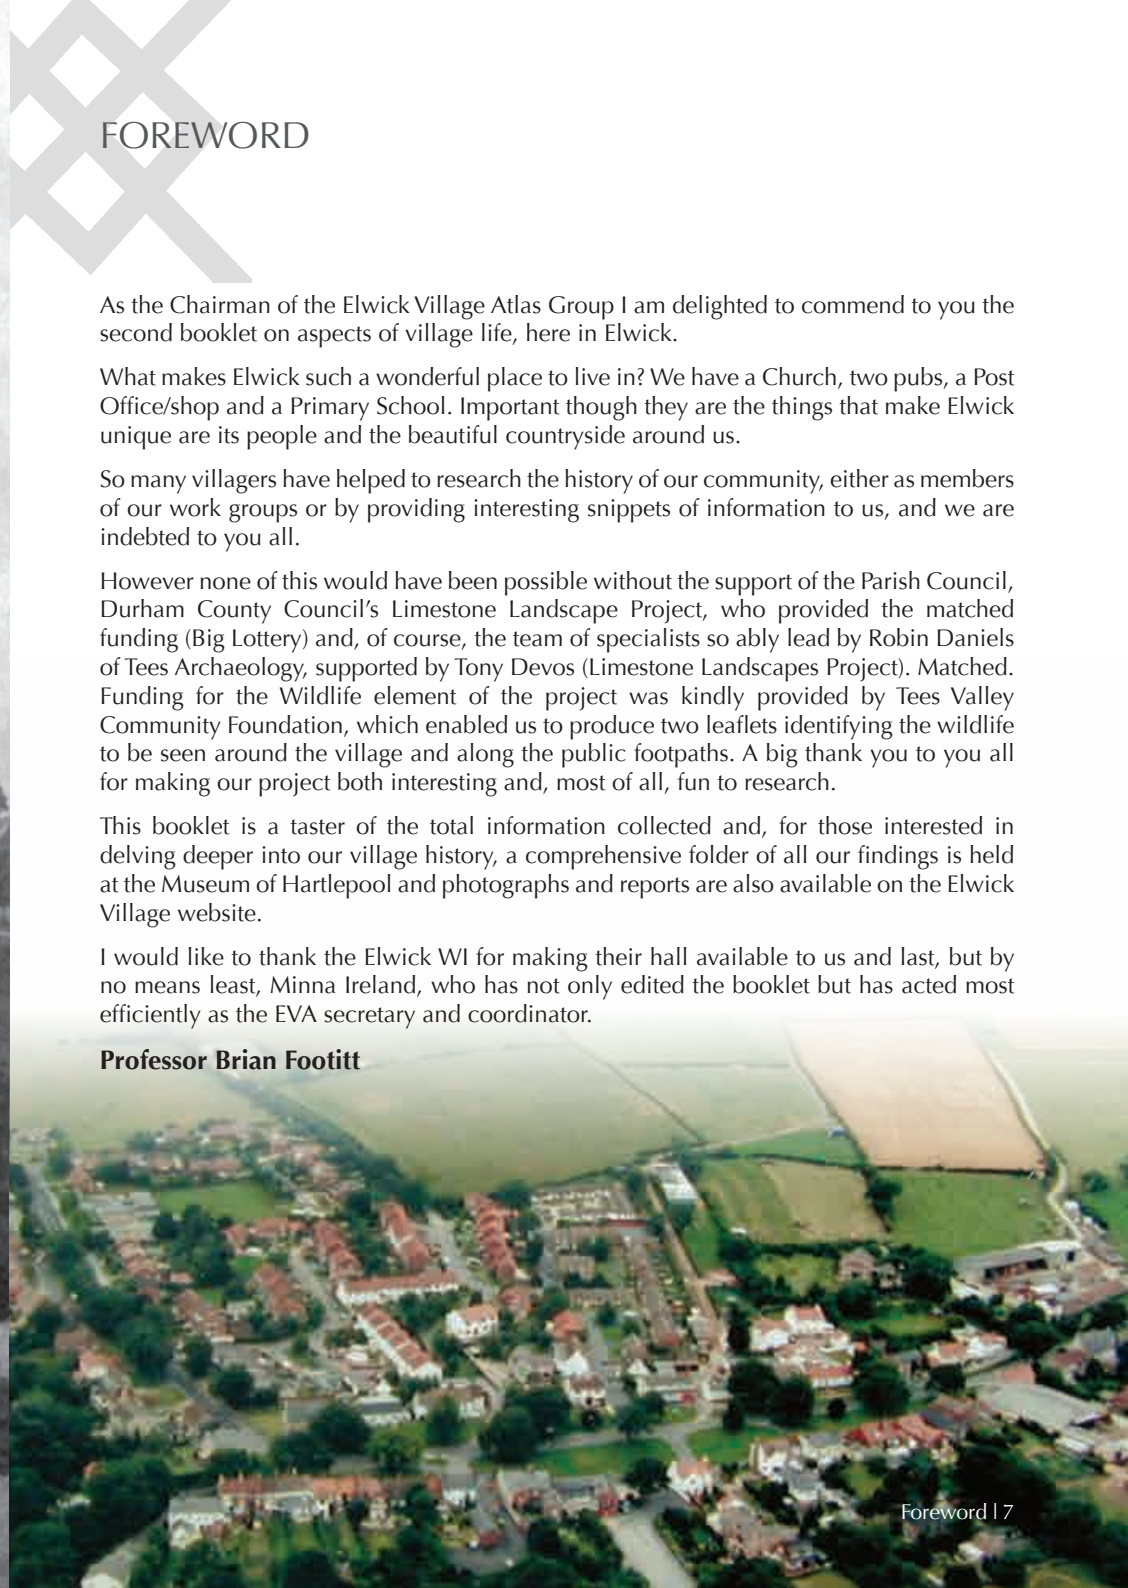 FOREWORD
As the Chairman of the Elwick Village Atlas Group I am delighted to commend to you the
second booklet on aspects of village life, here in Elwick.
What makes Elwick such a wonderful place to live in? We have a Church, two pubs, a Post
Office/shop and a Primary School. Important though they are the things that make Elwick
unique are its people and the beautiful countryside around us.
So many villagers have helped to research the history of our community, either as members
of our work groups or by providing interesting snippets of information to us, and we are
indebted to you all.
However none of this would have been possible without the support of the Parish Council,
Durham County Council’s Limestone Landscape Project, who provided the matched
funding (Big Lottery) and, of course, the team of specialists so ably lead by Robin Daniels
of Tees Archaeology, supported by Tony Devos (Limestone Landscapes Project). Matched.
Funding for the Wildlife element of the project was kindly provided by Tees Valley
Community Foundation, which enabled us to produce two leaflets identifying the wildlife
to be seen around the village and along the public footpaths. A big thank you to you all
for making our project both interesting and, most of all, fun to research.
This booklet is a taster of the total information collected and, for those interested in
delving deeper into our village history, a comprehensive folder of all our findings is held
at the Museum of Hartlepool and photographs and reports are also available on the Elwick
Village website.
I would like to thank the Elwick WI for making their hall available to us and last, but by
no means least, Minna Ireland, who has not only edited the booklet but has acted most
efficiently as the EVA secretary and coordinator.
Professor Brian Footitt
Foreword | 7